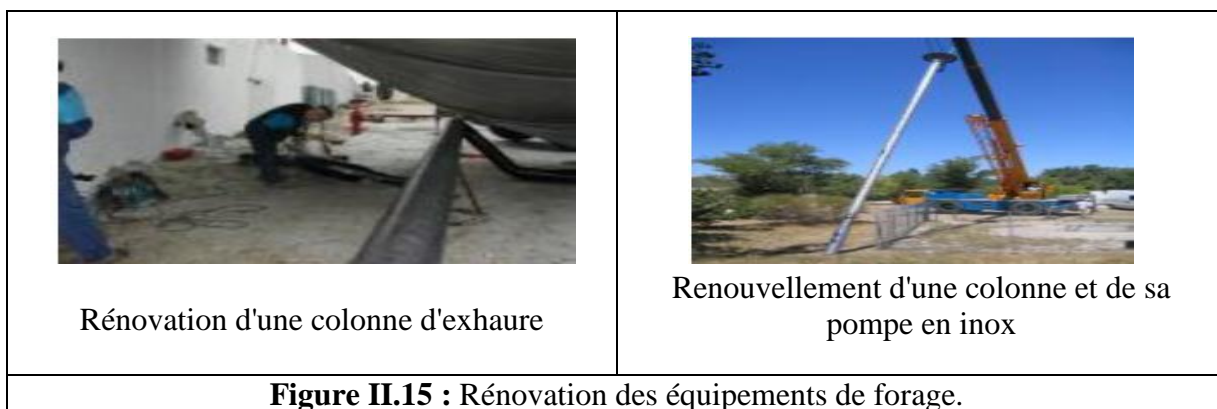 Rénovation d'une colonne d'exhaure
Renouvellement d'une colonne et de sa
pompe en inox
Figure II.15 : Rénovation des équipements de forage.